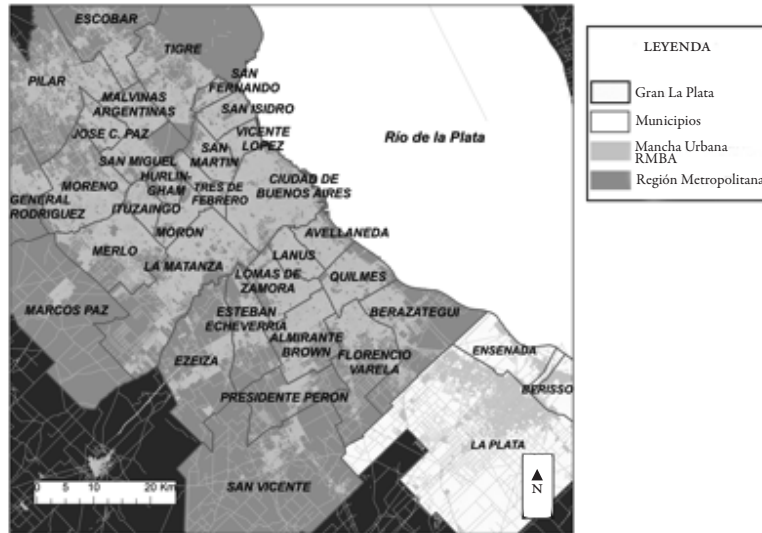 ESCOBAR
TIGRE
PILAR
SAN
FERNANDO
MALVINAS
ARGENTINAS
SAN ISIDRO
JOSE C. PAZ
VICENTE
LOPEZ
SAN
MARTIN
Río de la Plata
SAN MIGUEL
HURLIN-
GHAM
MORENO
TRES DE
FEBRERO
CIUDAD DE
BUENOS AIRES
GENERAL
RODRIGUEZ
ITUZAINGO
MORON
AVELLANEDA
MERLO
LA MATANZA
LANUS
LOMAS DE
ZAMORA
QUILMES
MARCOS PAZ
ESTEBAN
ECHEVERRIA
BERAZATEGUI
ALMIRANTE
BROWN
EZEIZA
FLORENCIO
VARELA
ENSENADA
BERISSO
PRESIDENTE PERON
LA PLATA
SAN VICENTE
0 5 10 20 Km
N
LEYENDA
Gran La Plata
Municipios
Mancha Urbana
RMBA
Región Metropolitana